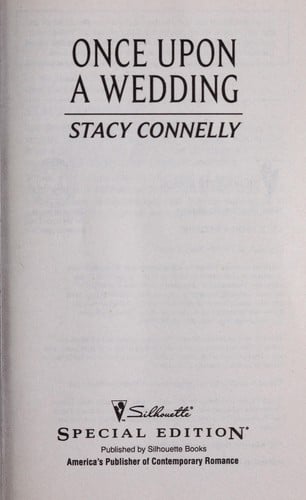 ONCE UPON
A WEDDING
STACY CONNELLY
Silhouette®
SPECIAL EDITION®
Published by Silhouette Books
America's Publisher of Contemporary Romance